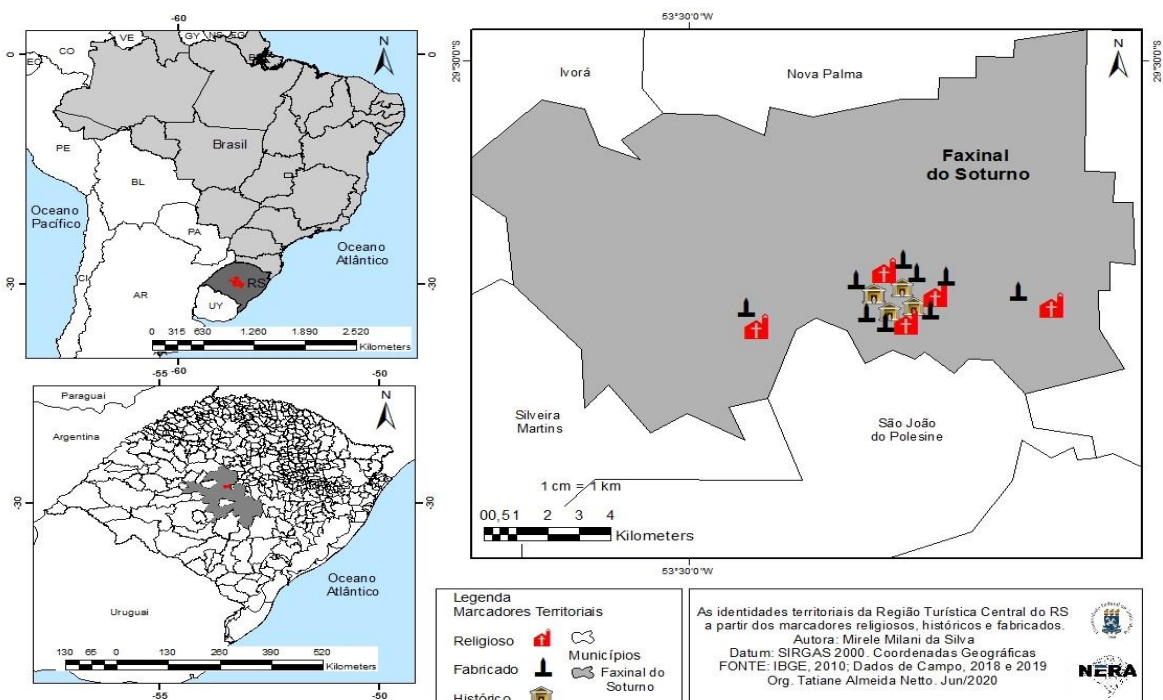 -60
0
VE
GY
CO
EC
N
0
Brasil
PE
BL
Oceano
Pacífico
PA
Oceano
Atlântico
-30
CI
RS
-30
AR
UY
0 315 630 1.260 1.890 2.520
Kilometers
-55 -60 -50
Paraguai
N
Argentina
-30
-30
Oceano
Atlântico
Uruguai
130 65 0 130 260 390 520
Kilometers
-55 -50
53°30'0"W
29°30'0"S
29°30'0"S
Ivorá
Nova Palma
N
Faxinal
do Soturno
Silveira
Martins
São João
do Polesine
1 cm = 1 km
00,5 1 2 3 4
Kilometers
53°30'0"W
Legenda
Marcadores Territoriais
Religioso
Municípios
Fabricado
Faxinal do
Soturno
Histórico
As identidades territoriais da Região Turística Central do RS
a partir dos marcadores religiosos, históricos e fabricados.
Autora: Mirele Milani da Silva
Datum: SIRGAS 2000. Coordenadas Geográficas
FONTE: IBGE, 2010; Dados de Campo, 2018 e 2019
Org. Tatiane Almeida Netto. Jun/2020
NERA